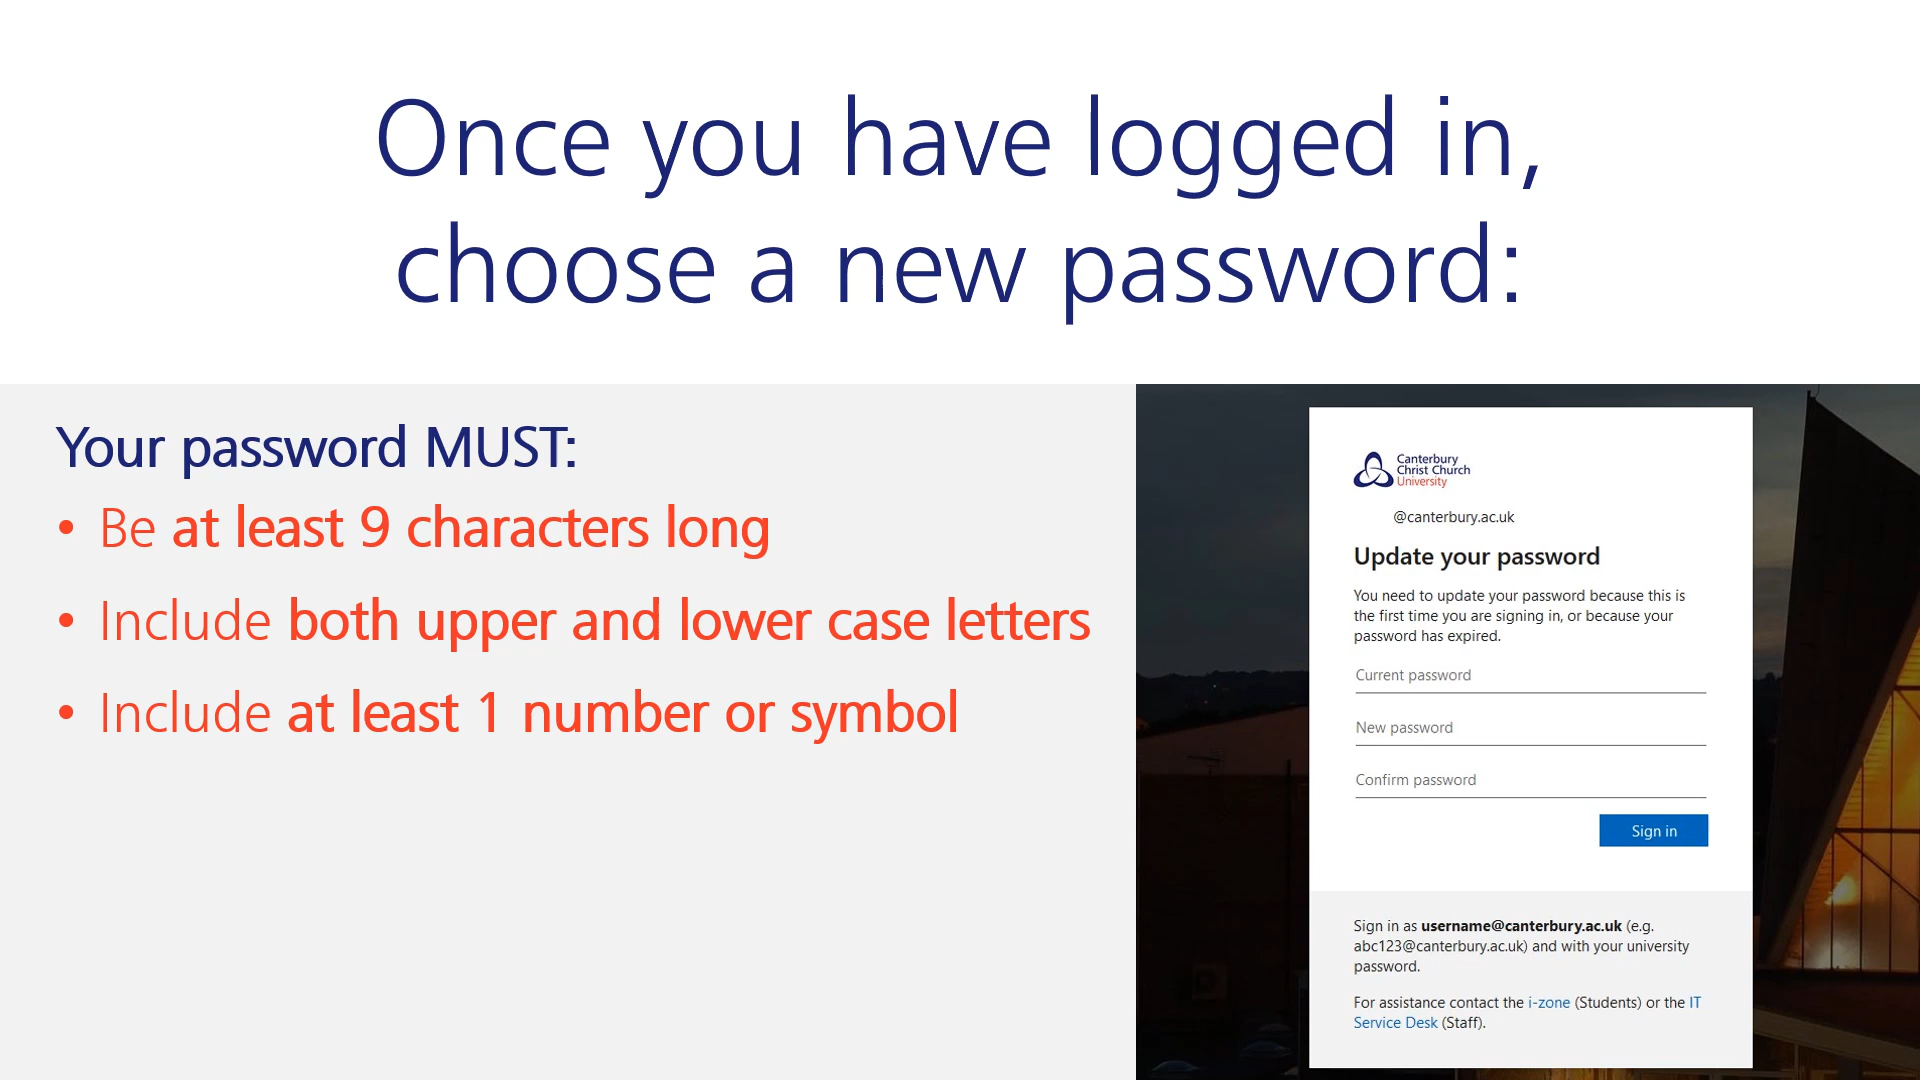 Once you have logged in,
choose a new password:
Your password MUST:
• Be at least 9 characters long
• Include both upper and lower case letters
• Include at least 1 number or symbol
Canterbury
Christ Church
University
@canterbury.ac.uk
Update your password
You need to update your password because this is
the first time you are signing in, or because your
password has expired.
Current password
New password
Confirm password
Sign in
Sign in as username@canterbury.ac.uk (e.g.
abc123@canterbury.ac.uk) and with your university
password.
For assistance contact the i-zone (Students) or the IT
Service Desk (Staff).